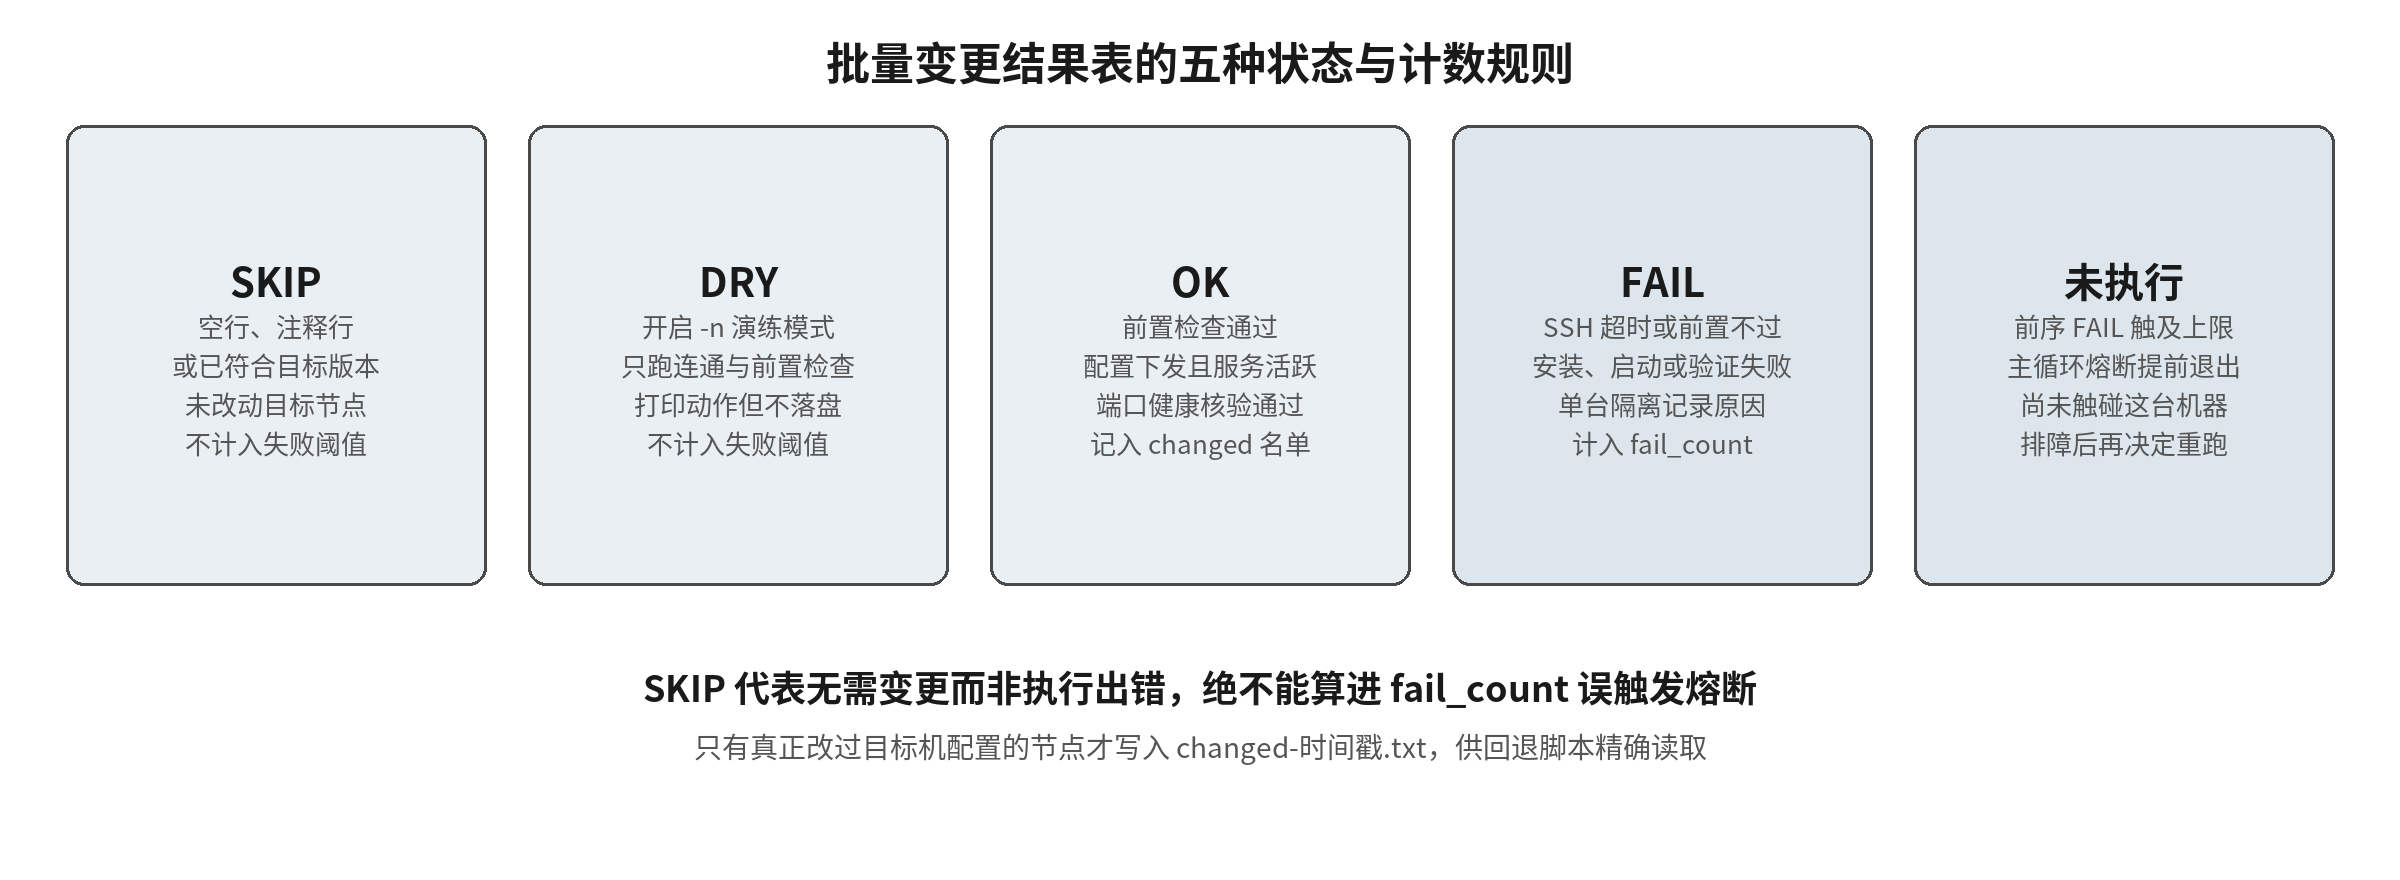 批量变更结果表的五种状态与计数规则
SKIP
空行、注释行
或已符合目标版本
未改动目标节点
不计入失败阈值
DRY
开启 -n 演练模式
只跑连通与前置检查
打印动作但不落盘
不计入失败阈值
OK
前置检查通过
配置下发且服务活跃
端口健康核验通过
记入 changed 名单
FAIL
SSH 超时或前置不过
安装、启动或验证失败
单台隔离记录原因
计入 fail_count
未执行
前序 FAIL 触及上限
主循环熔断提前退出
尚未触碰这台机器
排障后再决定重跑
SKIP 代表无需变更而非执行出错，绝不能算进 fail_count 误触发熔断
只有真正改过目标机配置的节点才写入 changed-时间戳.txt，供回退脚本精确读取